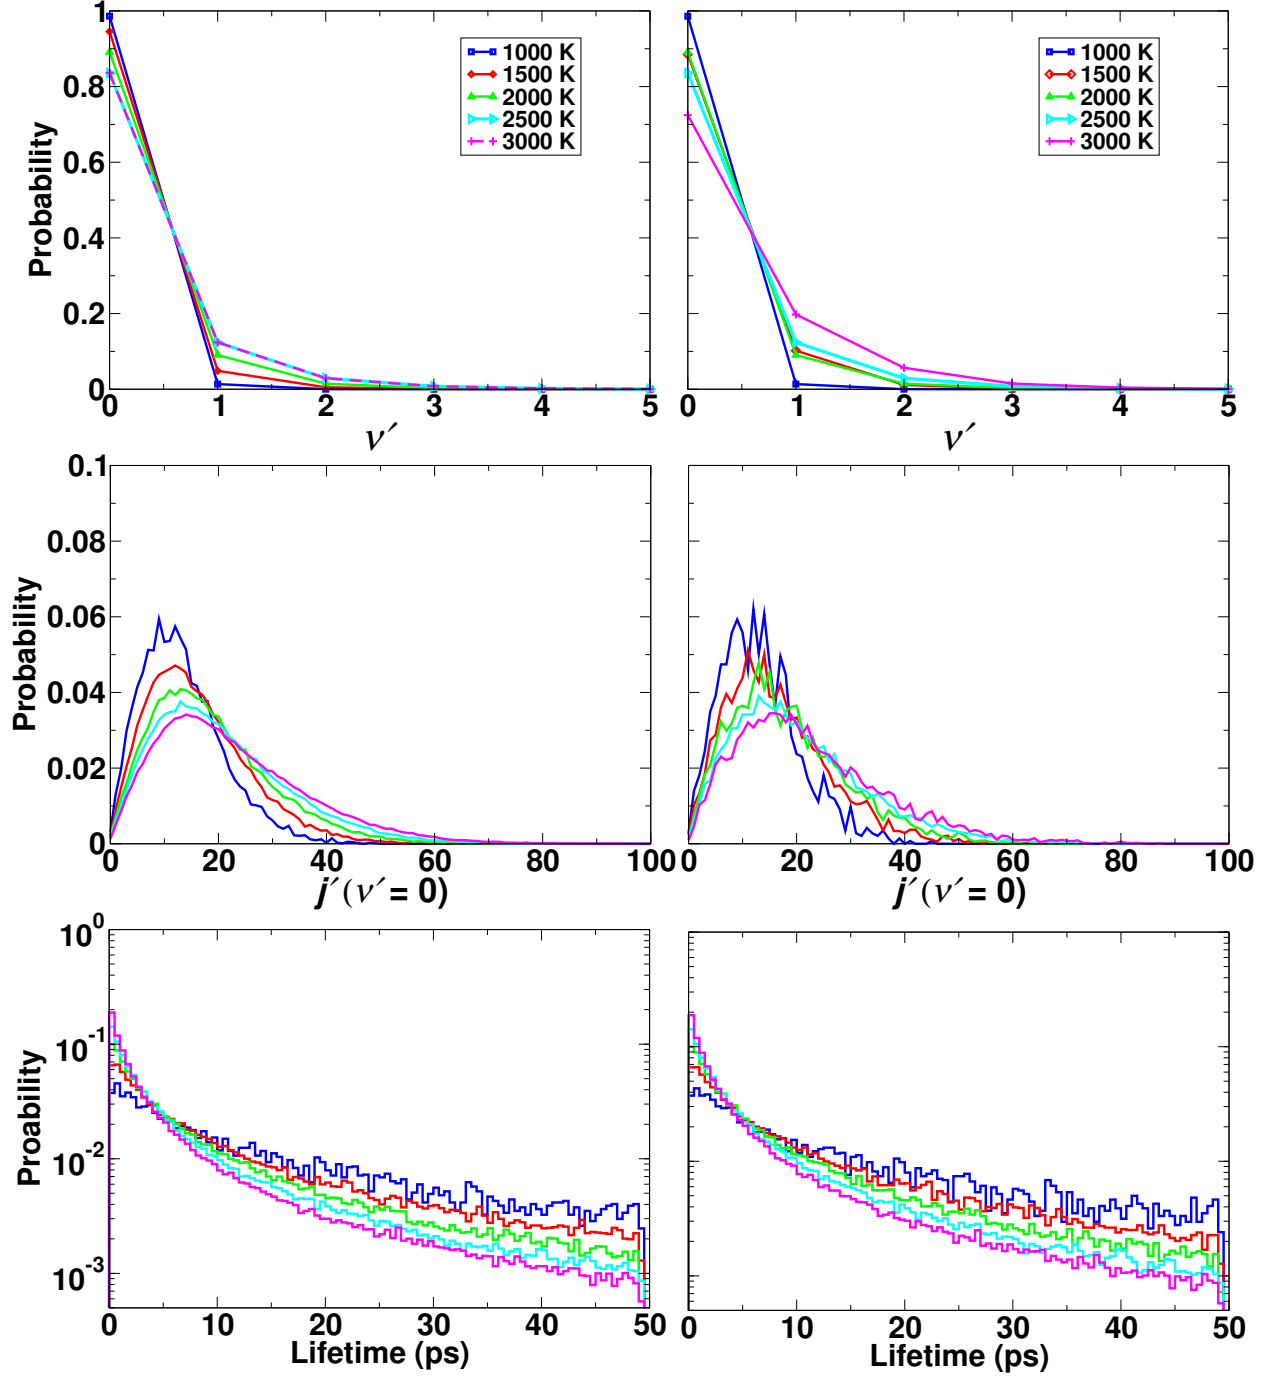 1
0.8
0.6
0.4
0.2
0
Probability
0 1 2 3 4 5
ν′
1000 K
1500 K
2000 K
2500 K
3000 K
0 1 2 3 4 5
ν′
1000 K
1500 K
2000 K
2500 K
3000 K
0.1
0.08
0.06
0.04
0.02
0
Probability
0 20 40 60 80 100
j′(ν′= 0)
0 20 40 60 80 100
j′(ν′= 0)
10^0
10^-1
10^-2
10^-3
Proability
0 10 20 30 40 50
Lifetime (ps)
0 10 20 30 40 50
Lifetime (ps)